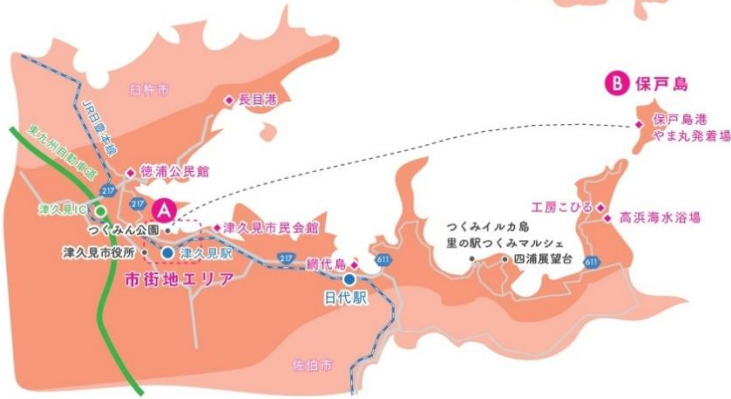 臼杵市
JR日豊本線
東九州自動車道
長目港
徳浦公民館
217
津久見IC
217
A
つくみん公園
津久見市民会館
津久見市役所
津久見駅
市街地エリア
217
網代島
日代駅
611
佐伯市
つくみイルカ島
里の駅つくみマルシェ
四浦展望台
611
工房こひる
高浜海水浴場
B 保戸島
保戸島港
やま丸発着場